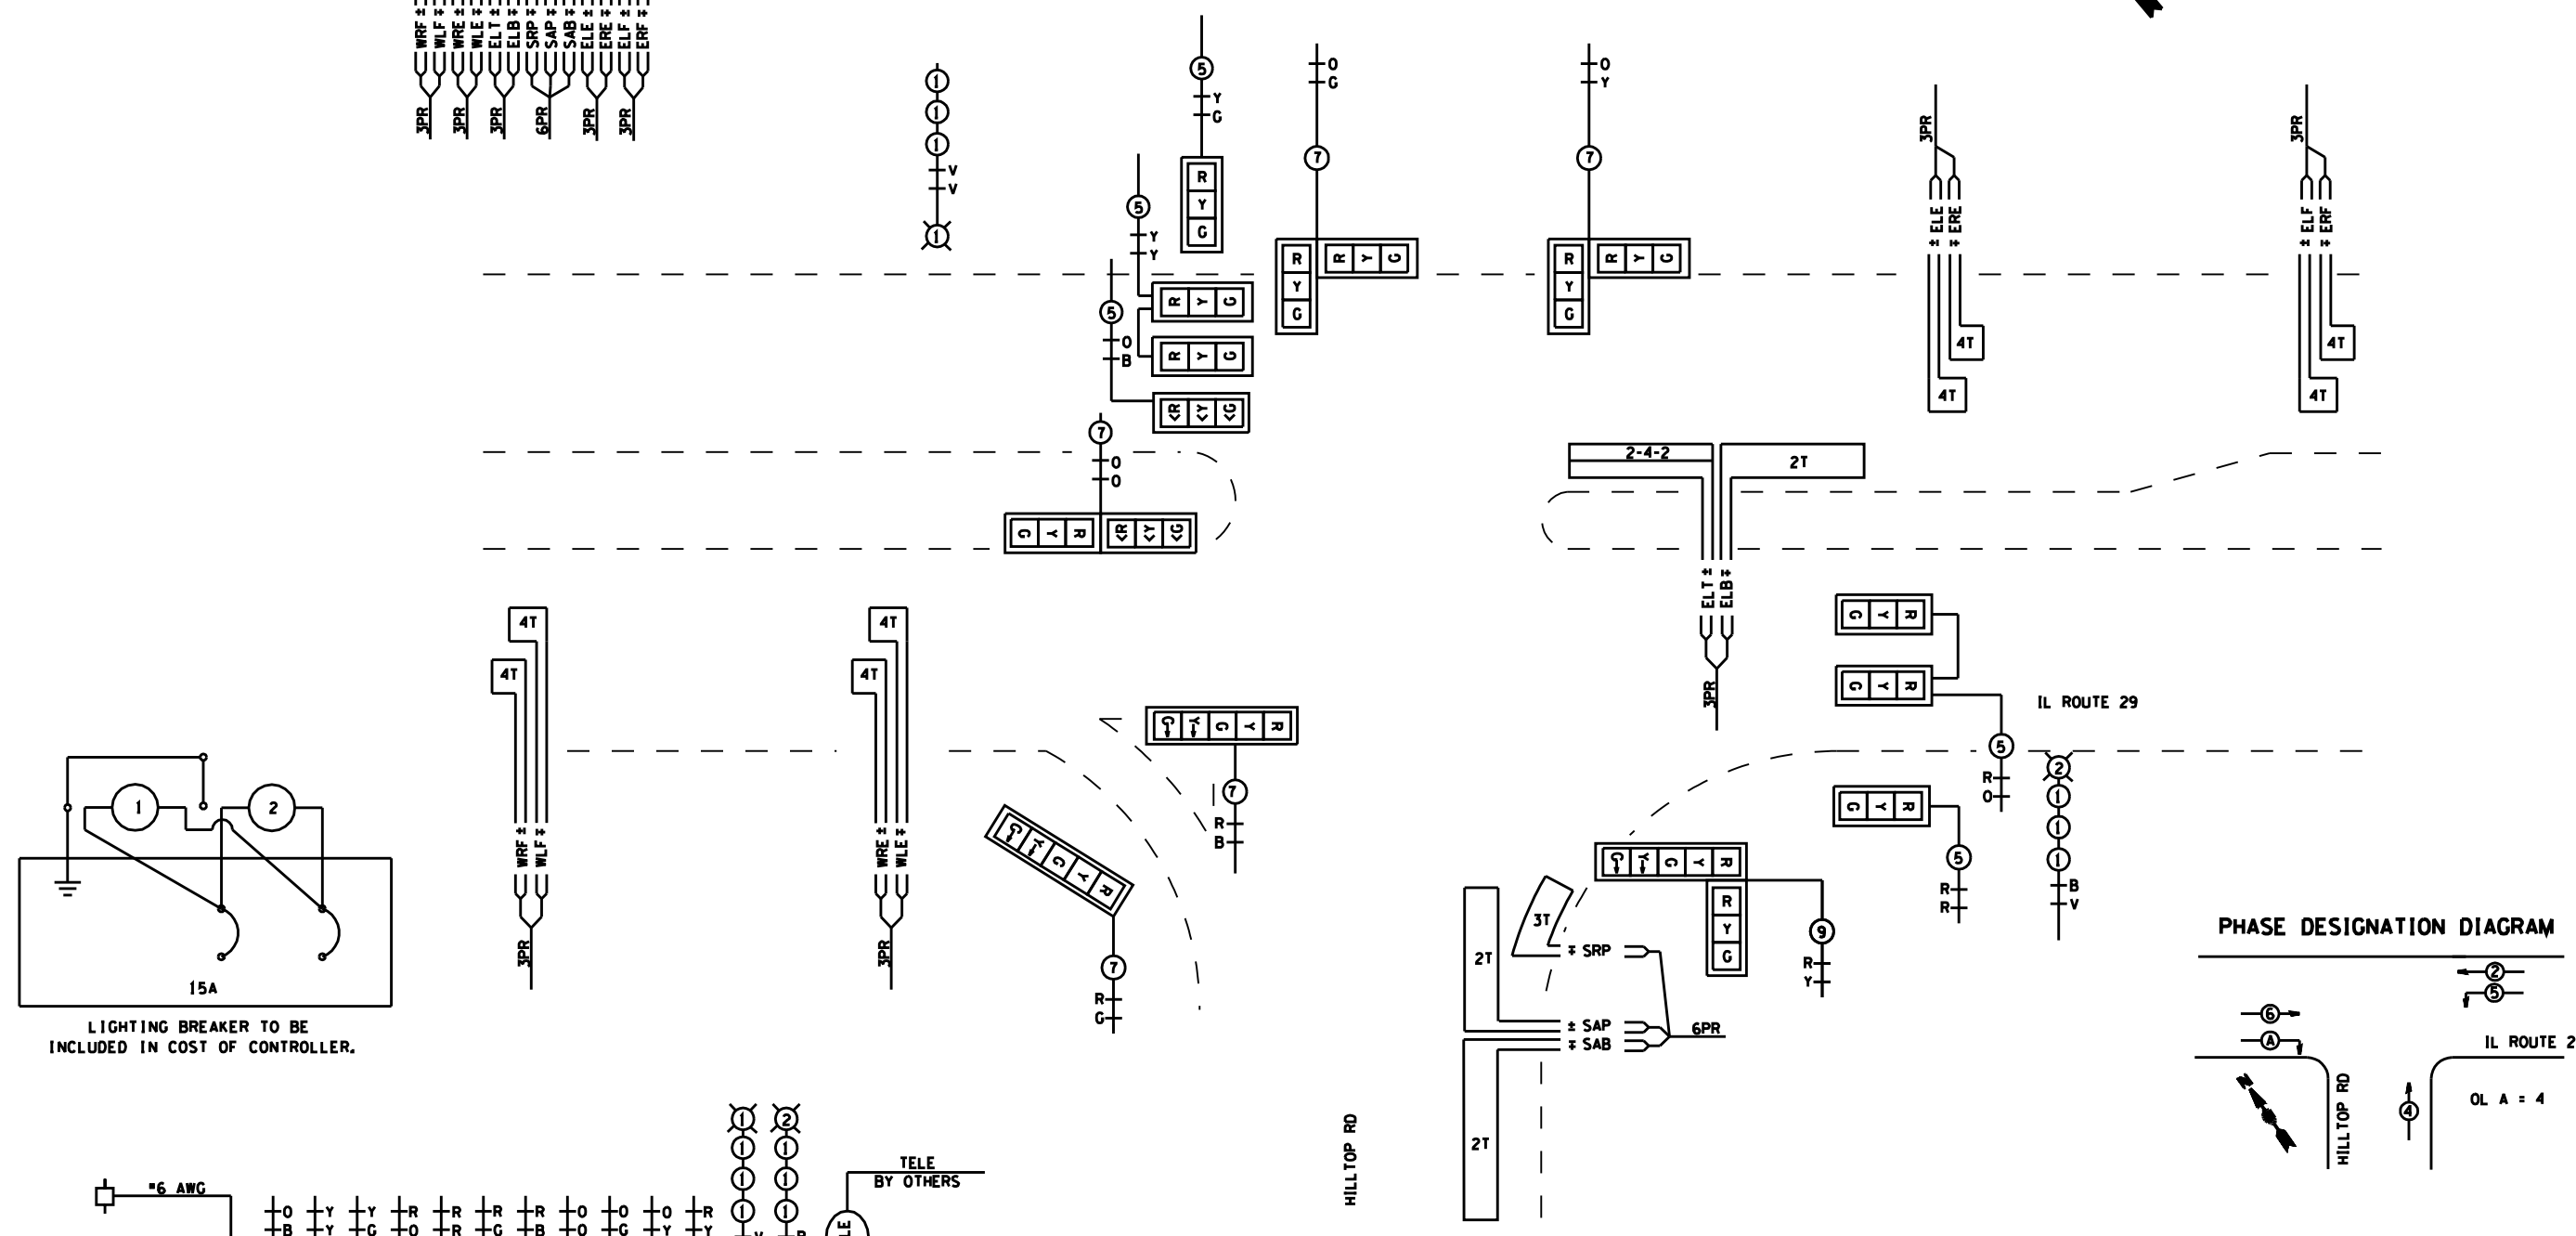 WRF ±
WLF ∓
WRE ±
WLE ∓
ELT ±
ELB ∓
SRP ∓
SAP ±
SAB ∓
ELE ±
ERE ∓
ELF ±
ERF ∓
3PR
3PR
3PR
6PR
3PR
3PR
1
1
1
V
V
1
5
Y
G
R
Y
G
5
Y
Y
R Y G
R Y G
5
O
B
<R <Y <G
7
O
G
R
Y
G
R Y G
7
O
Y
R
Y
G
R Y G
3PR
± ELE
∓ ERE
4T
4T
3PR
± ELF
∓ ERF
4T
4T
7
O
O
G Y R
<R <Y <G
2-4-2
2T
ELT ±
ELB ∓
3PR
4T
4T
WRF ±
WLF ∓
3PR
4T
4T
WRE ±
WLE ∓
3PR
G Y R
G Y R
IL ROUTE 29
5
R
O
G Y R
5
R
R
2
1
1
1
B
V
1
2
15A
LIGHTING BREAKER TO BE
INCLUDED IN COST OF CONTROLLER.
G Y G Y R
7
R
B
G Y G Y R
7
R
G
G Y G Y R
R
Y
G
9
R
Y
3T
2T
∓ SRP
± SAP
∓ SAB
6PR
2T
HILLTOP RD
PHASE DESIGNATION DIAGRAM
2
5
6
A
IL ROUTE 2
HILLTOP RD
4
OL A = 4
N
#6 AWG
O Y Y R R R R O O O R
B Y G O R G B O G Y Y
1
1
1
1
V
2
1
1
1
B
TELE
BY OTHERS
LE